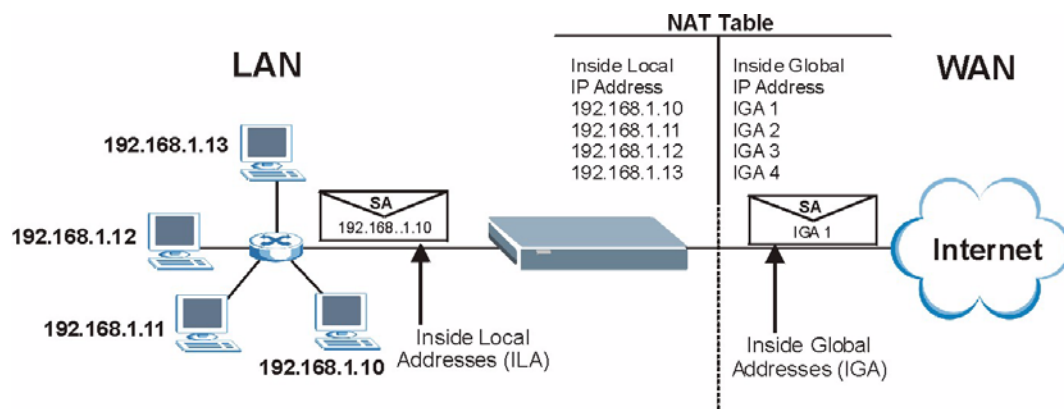 NAT Table
LAN
WAN
Inside Local
IP Address
192.168.1.10
192.168.1.11
192.168.1.12
192.168.1.13
Inside Global
IP Address
IGA 1
IGA 2
IGA 3
IGA 4
192.168.1.13
192.168.1.12
192.168.1.11
192.168.1.10
SA
192.168..1.10
SA
IGA 1
Internet
Inside Local
Addresses (ILA)
Inside Global
Addresses (IGA)